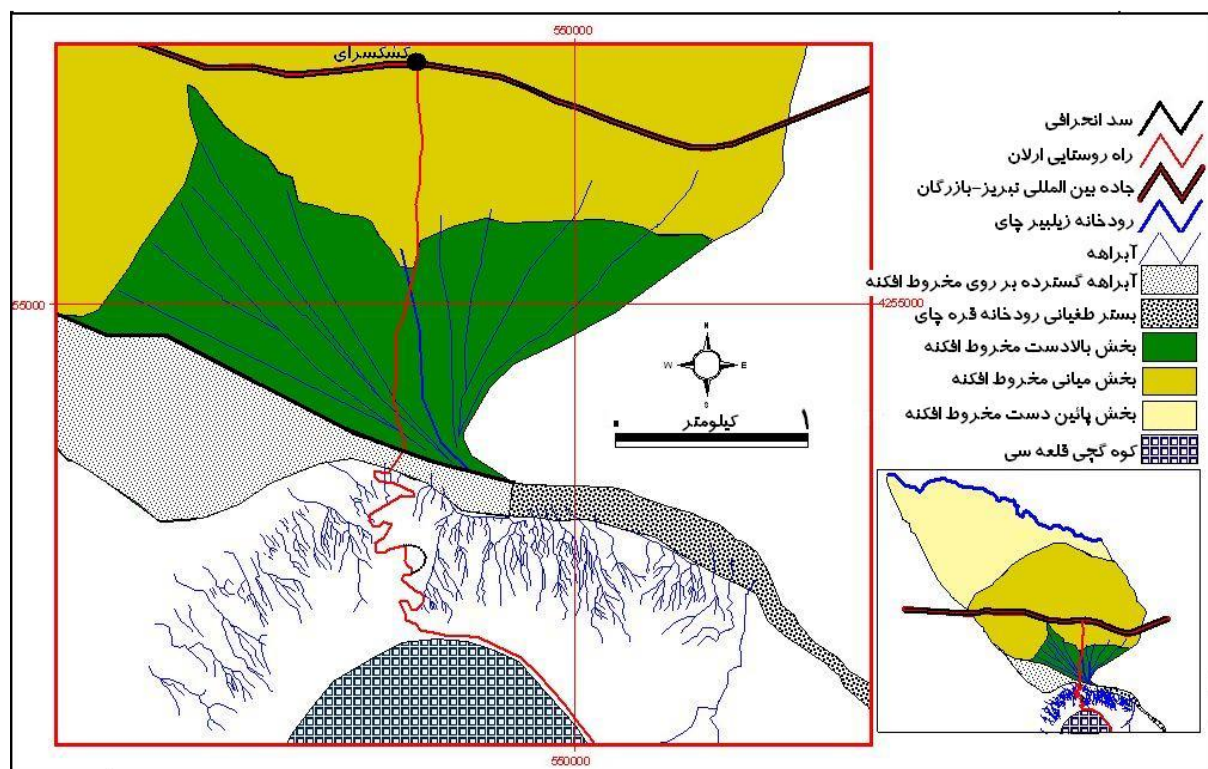 550000
کشکسرای
55000
4255000
N
W E
S
۰ کیلومتر ۱
550000
سد انحرافی
راه روستایی ارلان
جاده بین المللی تبریز-بازرگان
رودخانه زیلبیر چای
آبراهه
آبراهه گسترده بر روی مخروط افکنه
بستر طغیانی رودخانه قره چای
بخش بالادست مخروط افکنه
بخش میانی مخروط افکنه
بخش پائین دست مخروط افکنه
کوه گچی قلعه سی